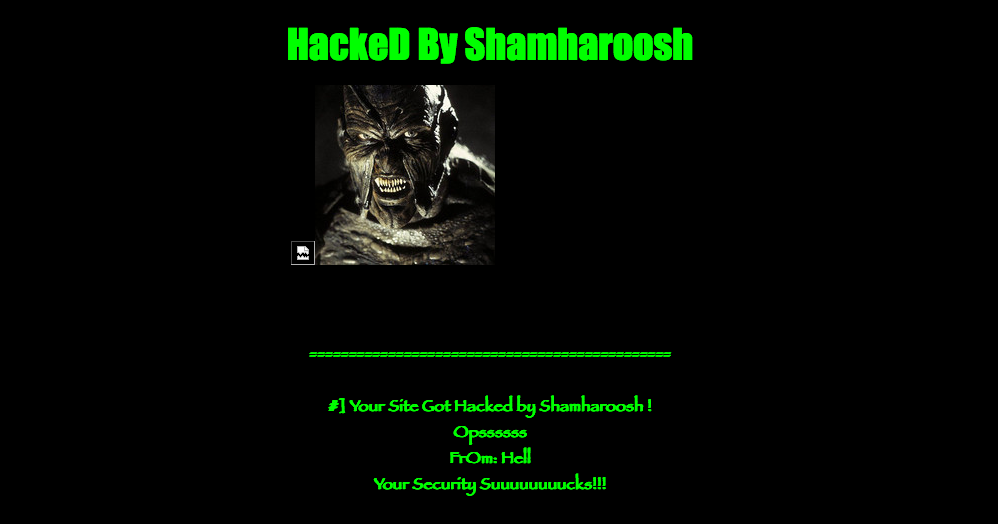 HackeD By Shamharoosh
==============================================
#] Your Site Got Hacked by Shamharoosh !
Opssssss
FrOm: Hell
Your Security Suuuuuuuucks!!!